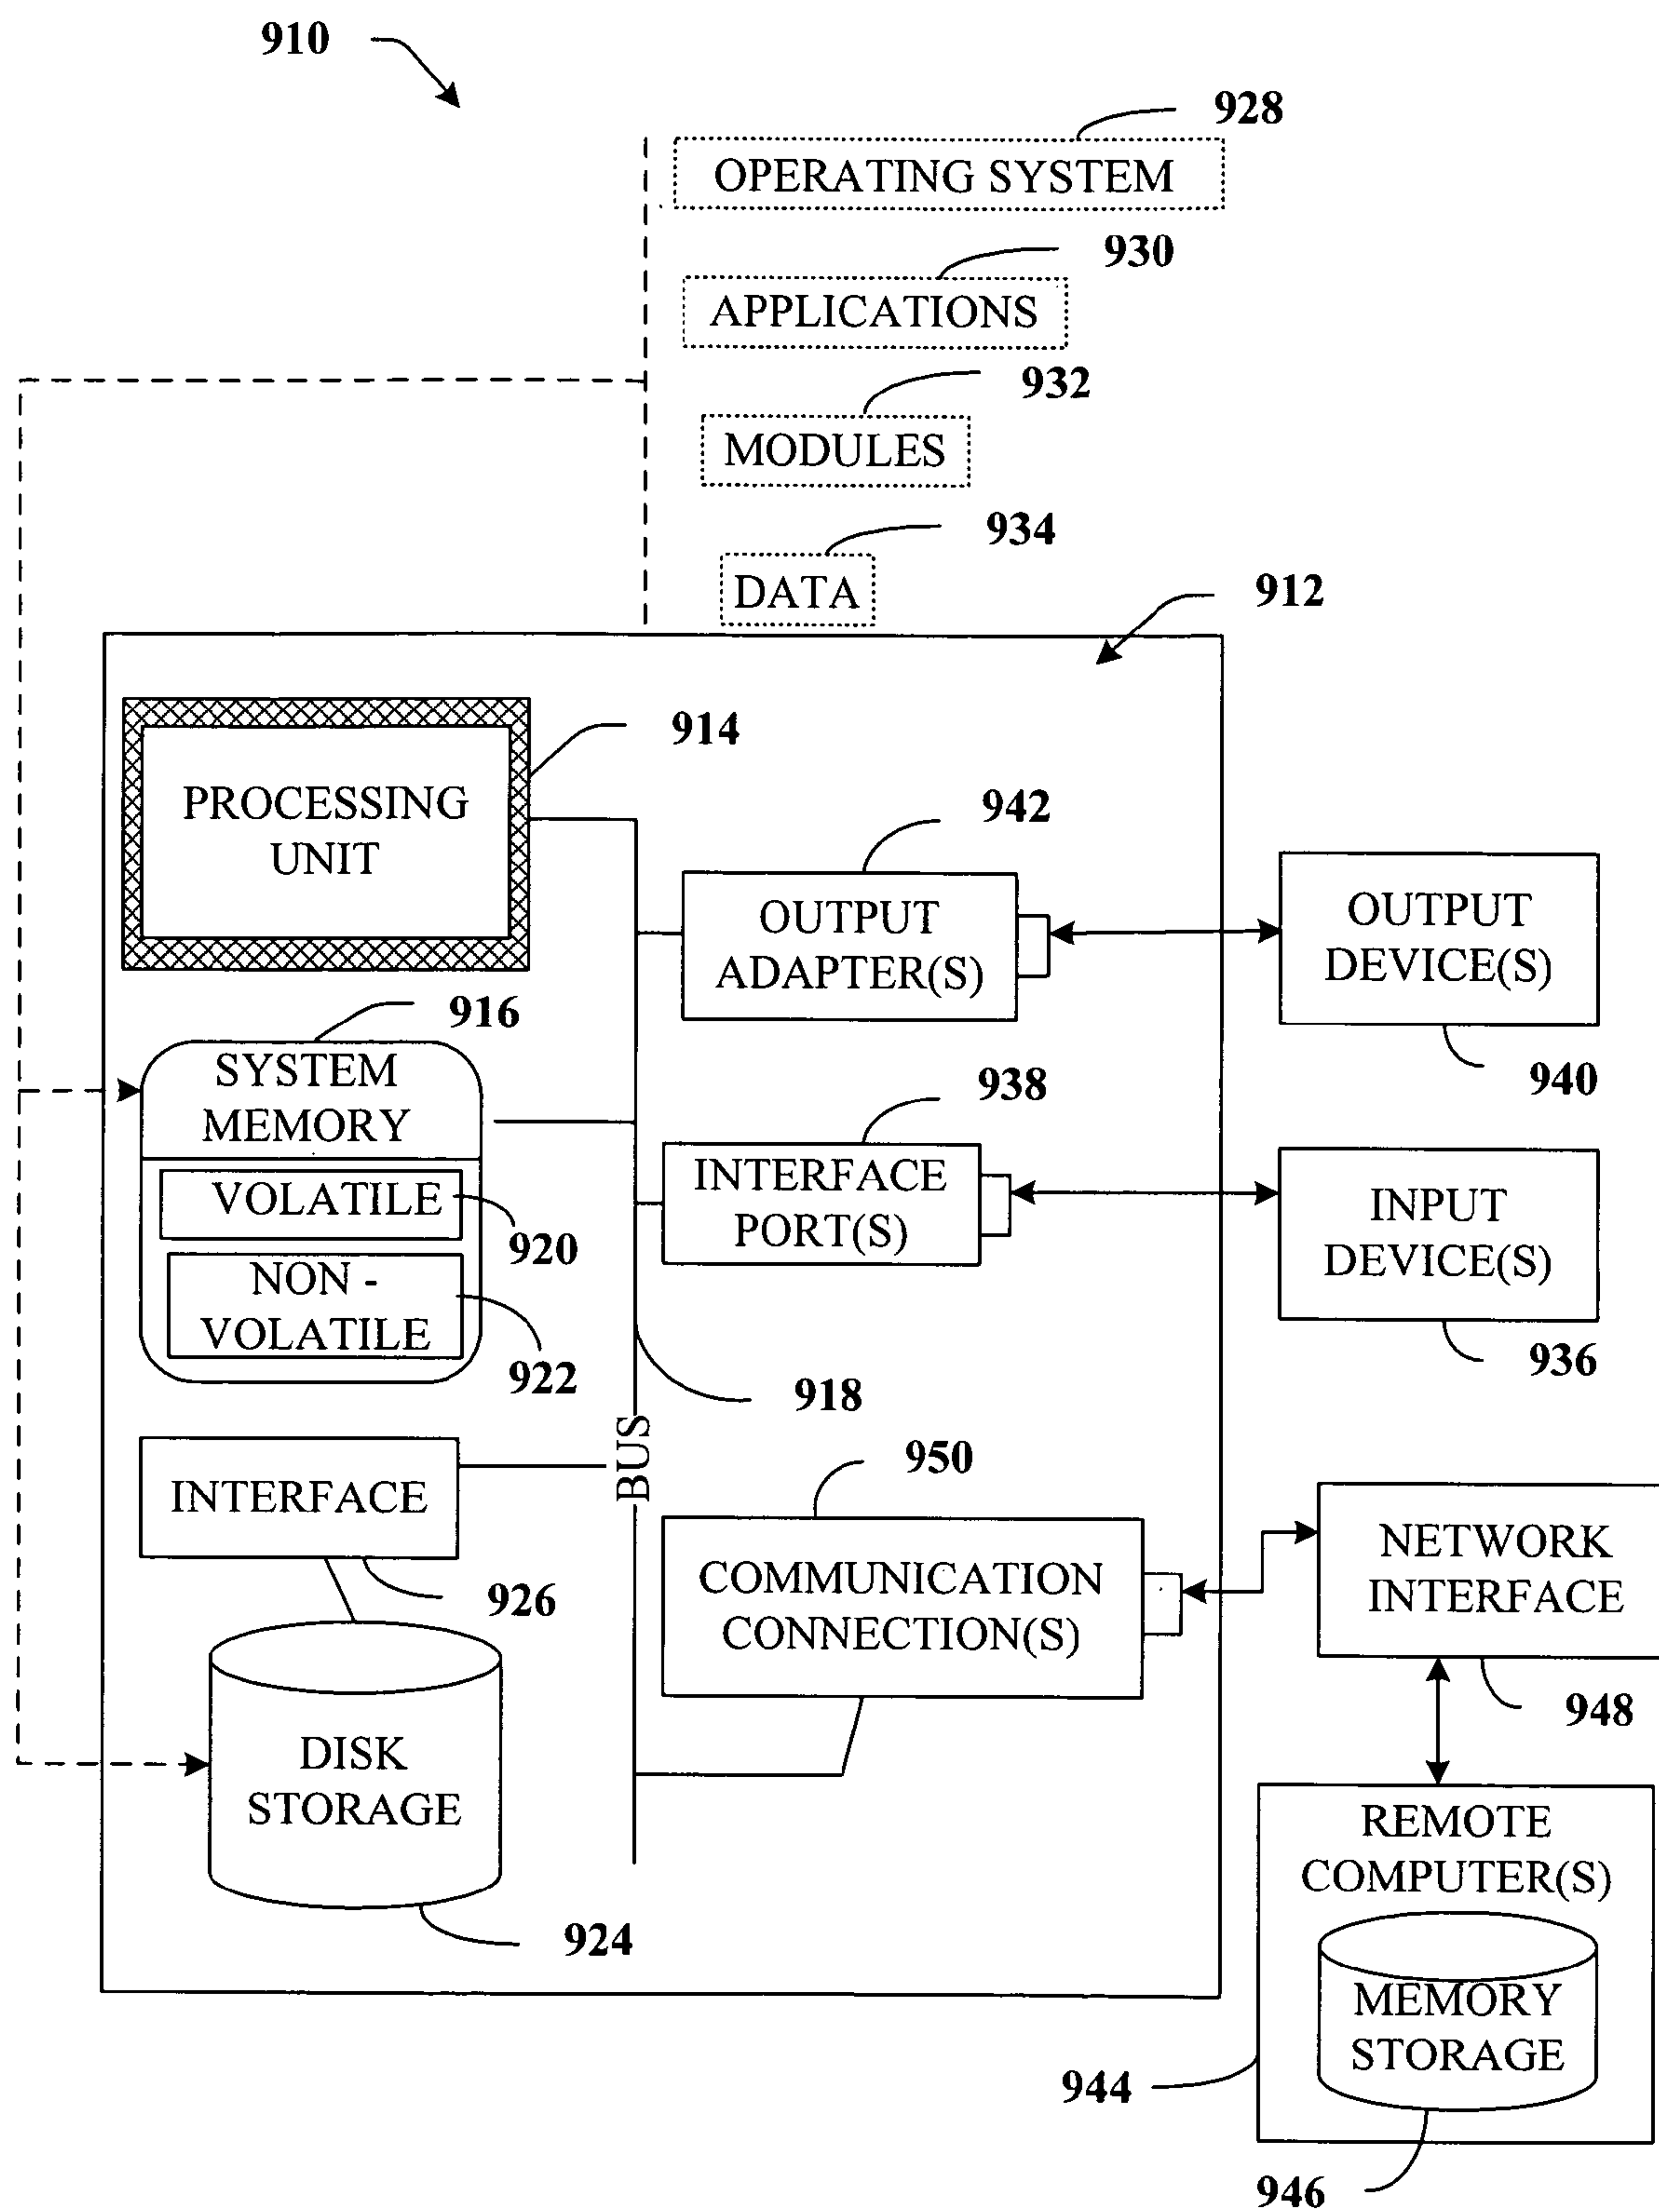 910
928
OPERATING SYSTEM
930
APPLICATIONS
932
MODULES
934
DATA
912
914
PROCESSING
UNIT
942
OUTPUT
ADAPTER(S)
OUTPUT
DEVICE(S)
940
916
SYSTEM
MEMORY
VOLATILE
920
NON -
VOLATILE
922
938
INTERFACE
PORT(S)
INPUT
DEVICE(S)
936
918
BUS
INTERFACE
926
950
COMMUNICATION
CONNECTION(S)
NETWORK
INTERFACE
948
DISK
STORAGE
924
REMOTE
COMPUTER(S)
MEMORY
STORAGE
944
946